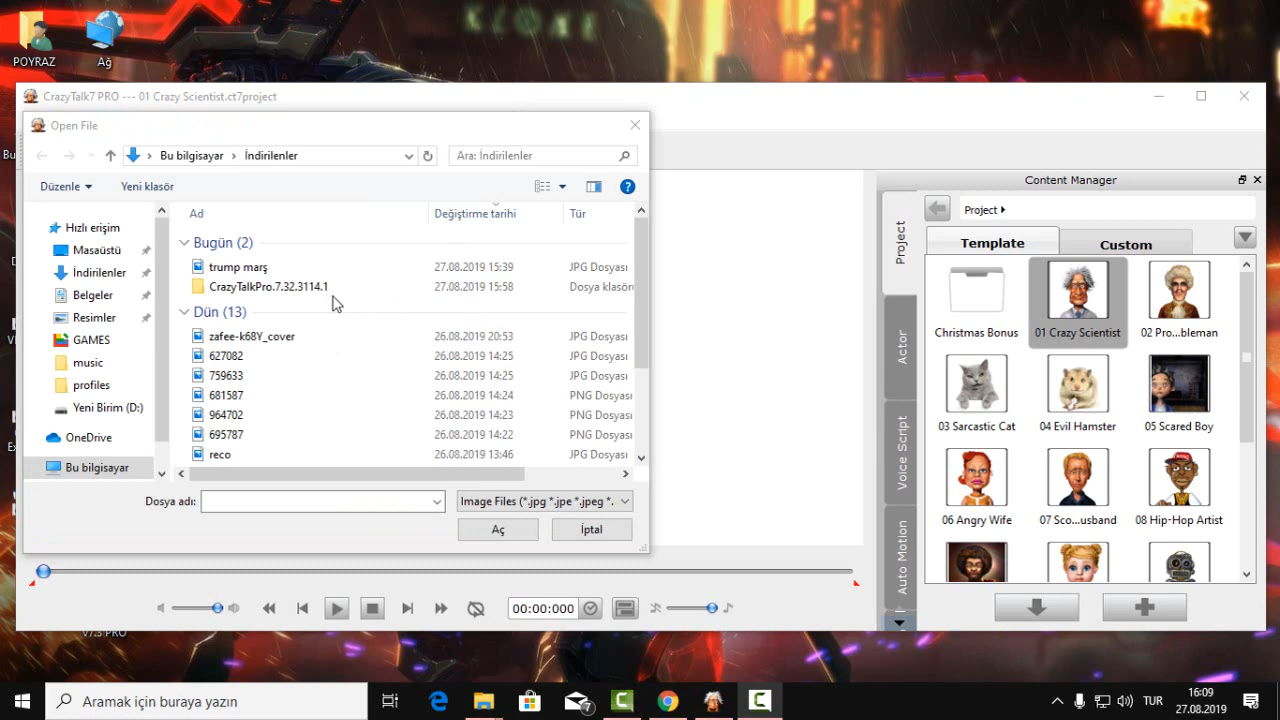 POYRAZ
Ağ
CrazyTalk7 PRO --- 01 Crazy Scientist.ct7project
Open File
Bu bilgisayar
İndirilenler
Ara: İndirilenler
Düzenle
Yeni klasör
Hızlı erişim
Masaüstü
İndirilenler
Belgeler
Resimler
GAMES
music
profiles
Yeni Birim (D:)
OneDrive
Bu bilgisayar
Ad
Değiştirme tarihi
Tür
Bugün (2)
trump marş
27.08.2019 15:39
JPG Dosyası
CrazyTalkPro.7.32.3114.1
27.08.2019 15:58
Dosya klasörü
Dün (13)
zafee-k68Y_cover
26.08.2019 20:53
JPG Dosyası
627082
26.08.2019 14:25
JPG Dosyası
759633
26.08.2019 14:25
JPG Dosyası
681587
26.08.2019 14:24
PNG Dosyası
964702
26.08.2019 14:23
PNG Dosyası
695787
26.08.2019 14:22
PNG Dosyası
reco
26.08.2019 13:46
JPG Dosyası
Dosya adı:
Image Files (*.jpg *.jpe *.jpeg *.
Aç
İptal
00:00:000
Content Manager
Project
Template
Custom
Project
Actor
Voice Script
Auto Motion
Christmas Bonus
01 Crazy Scientist
02 Pro...bleman
03 Sarcastic Cat
04 Evil Hamster
05 Scared Boy
06 Angry Wife
07 Sco...usband
08 Hip-Hop Artist
V7.3 PRO
Aramak için buraya yazın
7
TUR
16:09
27.08.2019